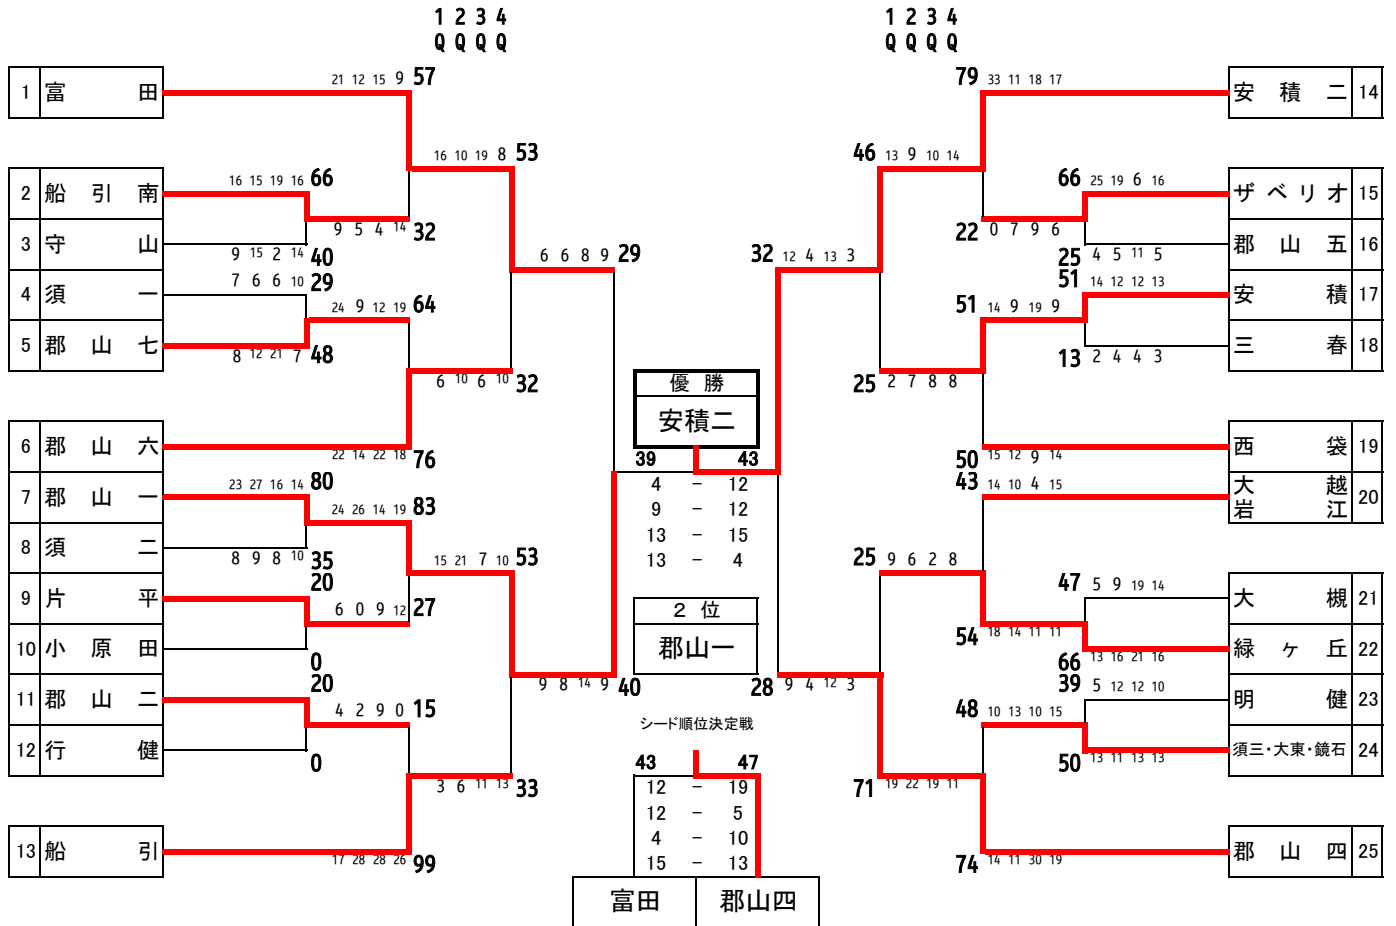 1 2 3 4 1 2 3 4
Q Q Q Q Q Q Q Q
21 12 15 9 57 79 33 11 18 17
1 富田 安積二 14
16 10 19 8 53 46 13 9 10 14
16 15 19 16 66 66 25 19 6 16
2 船引南 ザベリオ 15
9 5 4 14 32 22 0 7 9 6
3 守山 郡山五 16
9 15 2 14 40 6 6 8 9 29 32 12 4 13 3 25 4 5 11 5
7 6 6 10 29 51 14 12 12 13
4 須一 安積 17
24 9 12 19 64 51 14 9 19 9
5 郡山七 三春 18
8 12 21 7 48 13 2 4 4 3
6 10 6 10 32 優勝 25 2 7 8 8
安積二
6 郡山六 西袋 19
22 14 22 18 76 39 43 50 15 12 9 14
23 27 16 14 80 4 － 12 43 14 10 4 15
7 郡山一 大越岩江 20
24 26 14 19 83 9 － 12
8 須二 13 － 15
8 9 8 10 35 15 21 7 10 53 13 － 4 25 9 6 2 8
20 47 5 9 19 14
9 片平 大槻 21
6 0 9 12 27 2位
10 小原田 郡山一 緑ヶ丘 22
54 18 14 11 11
0 66 13 16 21 16
20 9 8 14 9 40 28 9 4 12 3 39 5 12 12 10
11 郡山二 明健 23
4 2 9 0 15 シード順位決定戦 48 10 13 10 15
12 行健 須三・大東・鏡石 24
0 43 47 50 13 11 13 13
3 6 11 13 33 12 － 19 71 19 22 19 11
12 － 5
4 － 10
13 船引 郡山四 25
17 28 28 26 99 15 － 13 74 14 11 30 19
富田 郡山四